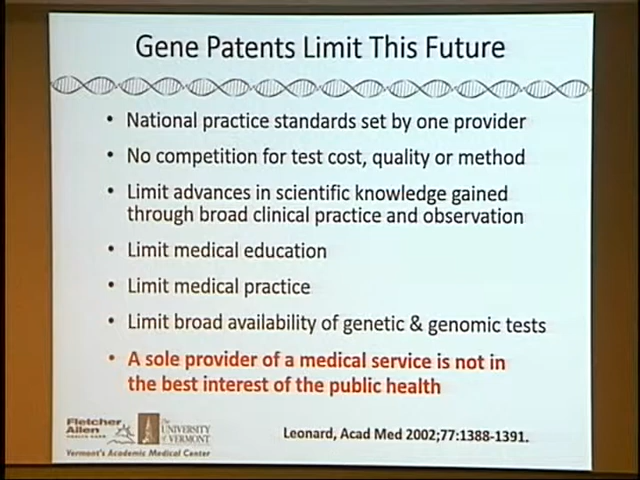 Gene Patents Limit This Future
• National practice standards set by one provider
• No competition for test cost, quality or method
• Limit advances in scientific knowledge gained
through broad clinical practice and observation
• Limit medical education
• Limit medical practice
• Limit broad availability of genetic & genomic tests
• A sole provider of a medical service is not in
the best interest of the public health
Fletcher
Allen
HEALTH CARE
The
UNIVERSITY
of VERMONT
Vermont's Academic Medical Center
Leonard, Acad Med 2002;77:1388-1391.